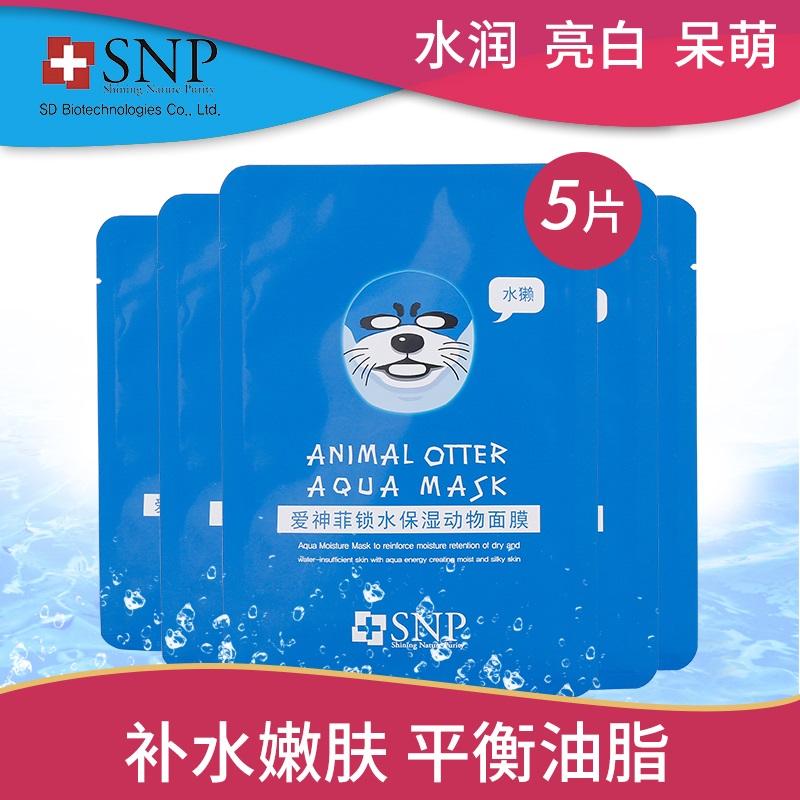 SNP
Shining Nature Purity
SD Biotechnologies Co., Ltd.
水润 亮白 呆萌
5片
水獭
ANIMAL OTTER
AQUA MASK
爱神菲锁水保湿动物面膜
Aqua Moisture Mask to reinforce moisture retention of dry and
water-insufficient skin with aqua energy creating moist and silky skin
SNP
Shining Nature Purity
补水嫩肤 平衡油脂